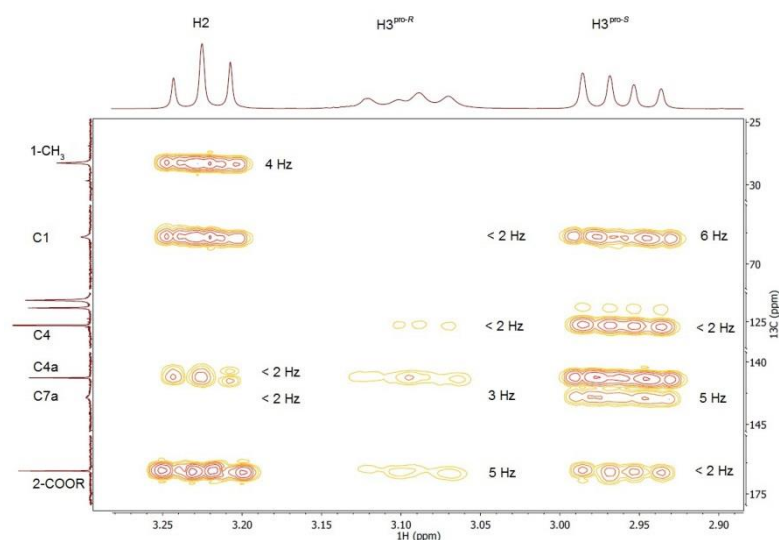 H2 H3pro-R H3pro-S
25
1-CH3 4 Hz
30
C1 < 2 Hz 6 Hz
70
C4 < 2 Hz < 2 Hz
125
13C (ppm)
C4a < 2 Hz
140
C7a < 2 Hz 3 Hz 5 Hz
145
2-COOR 5 Hz < 2 Hz
175
3.25 3.20 3.15 3.10 3.05 3.00 2.95 2.90
1H (ppm)